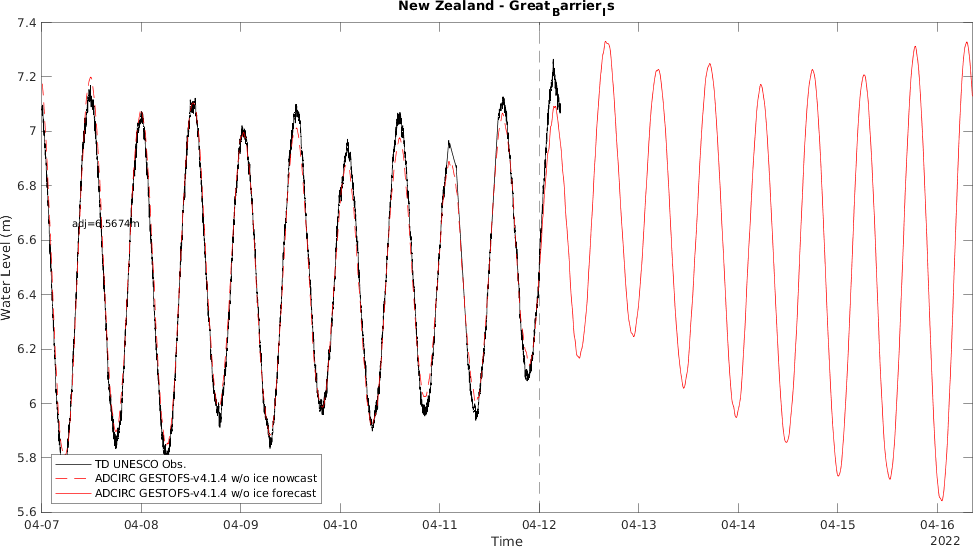 New Zealand - Great_Barrier_Is
7.4
7.2
7
6.8
6.6
6.4
6.2
6
5.8
5.6
Water Level (m)
adj=6.5674m
TD UNESCO Obs.
ADCIRC GESTOFS-v4.1.4 w/o ice nowcast
ADCIRC GESTOFS-v4.1.4 w/o ice forecast
04-07 04-08 04-09 04-10 04-11 04-12 04-13 04-14 04-15 04-16
Time
2022